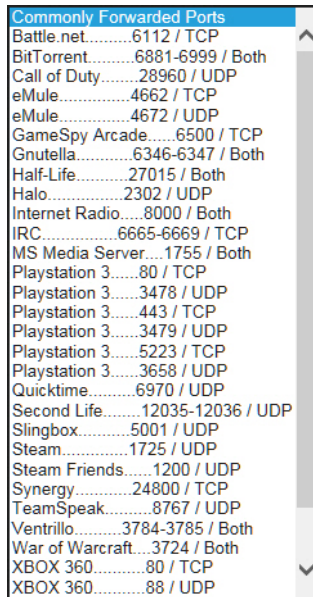 Commonly Forwarded Ports
Battle.net..........6112 / TCP
BitTorrent..........6881-6999 / Both
Call of Duty........28960 / UDP
eMule...............4662 / TCP
eMule...............4672 / UDP
GameSpy Arcade......6500 / TCP
Gnutella............6346-6347 / Both
Half-Life...........27015 / Both
Halo................2302 / UDP
Internet Radio.....8000 / Both
IRC.................6665-6669 / TCP
MS Media Server....1755 / Both
Playstation 3......80 / TCP
Playstation 3......3478 / UDP
Playstation 3......443 / TCP
Playstation 3......3479 / UDP
Playstation 3......5223 / TCP
Playstation 3......3658 / UDP
Quicktime..........6970 / UDP
Second Life........12035-12036 / UDP
Slingbox...........5001 / UDP
Steam..............1725 / UDP
Steam Friends......1200 / UDP
Synergy............24800 / TCP
TeamSpeak..........8767 / UDP
Ventrillo..........3784-3785 / Both
War of Warcraft....3724 / Both
XBOX 360...........80 / TCP
XBOX 360...........88 / UDP